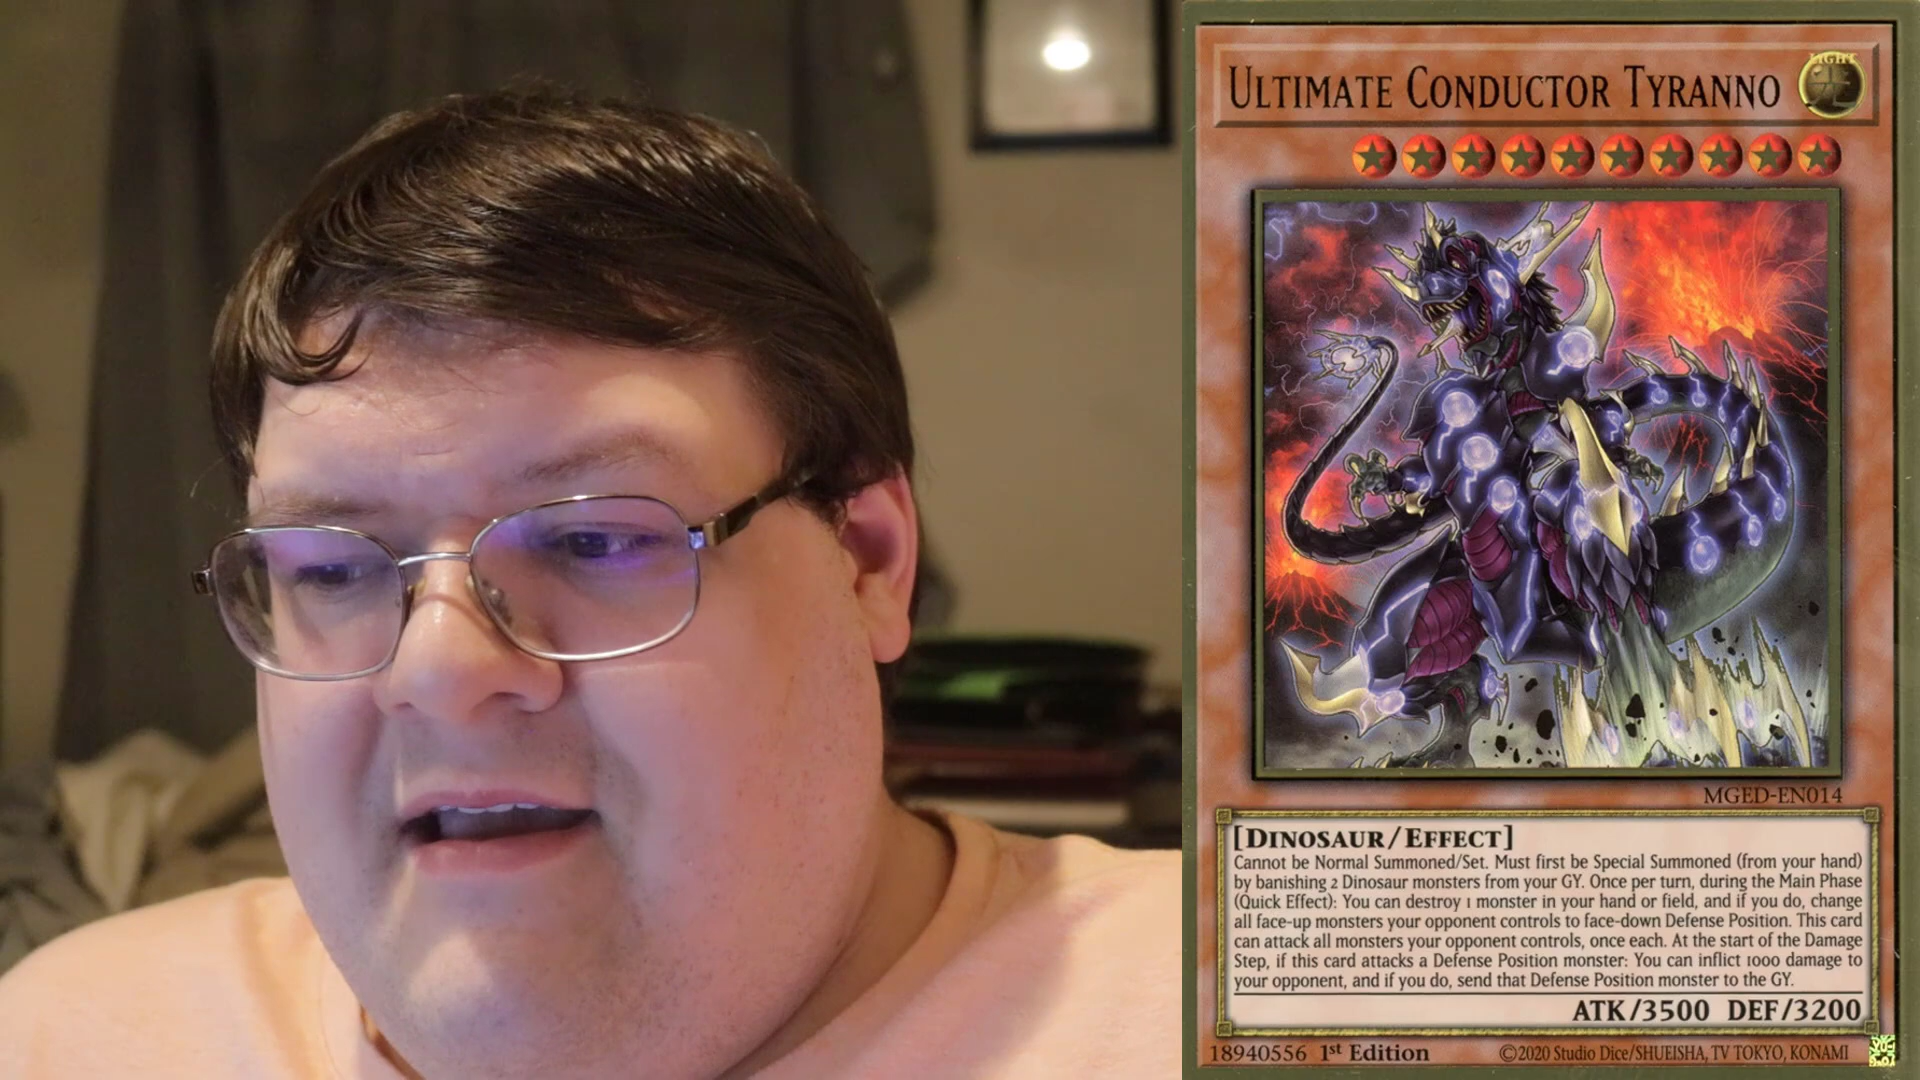 ULTIMATE CONDUCTOR TYRANNO
LIGHT
光
MGED-EN014
[DINOSAUR/EFFECT]
Cannot be Normal Summoned/Set. Must first be Special Summoned (from your hand)
by banishing 2 Dinosaur monsters from your GY. Once per turn, during the Main Phase
(Quick Effect): You can destroy 1 monster in your hand or field, and if you do, change
all face-up monsters your opponent controls to face-down Defense Position. This card
can attack all monsters your opponent controls, once each. At the start of the Damage
Step, if this card attacks a Defense Position monster: You can inflict 1000 damage to
your opponent, and if you do, send that Defense Position monster to the GY.
ATK/3500 DEF/3200
18940556 1st Edition ©2020 Studio Dice/SHUEISHA, TV TOKYO, KONAMI